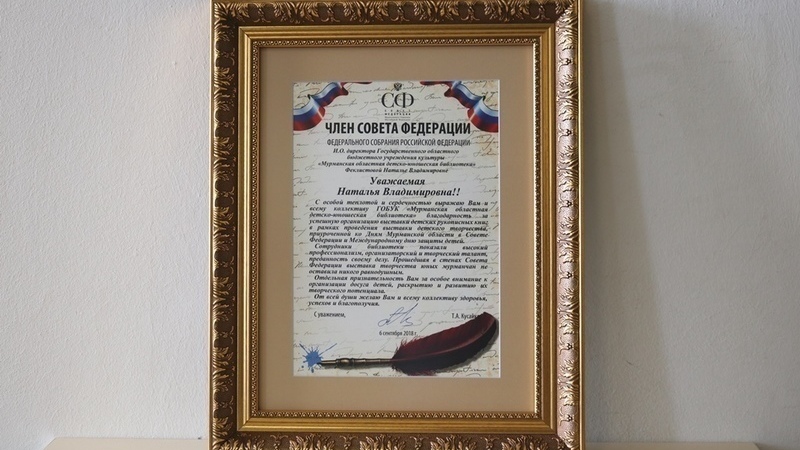 СФ
ЧЛЕН СОВЕТА ФЕДЕРАЦИИ
ФЕДЕРАЛЬНОГО СОБРАНИЯ РОССИЙСКОЙ ФЕДЕРАЦИИ
И.О. директора Государственного областного
бюджетного учреждения культуры
«Мурманская областная детско-юношеская библиотека»
Феклистовой Наталье Владимировне
Уважаемая
Наталья Владимировна!!
С особой теплотой и сердечностью выражаю Вам и
всему коллективу ГОБУК «Мурманская областная
детско-юношеская библиотека» благодарность за
успешную организацию выставки детских рукописных книг
в рамках проведения выставки детского творчества,
приуроченной ко Дням Мурманской области в Совете
Федерации и Международному дню защиты детей.
Сотрудники библиотеки показали высокий
профессионализм, организаторский и творческий талант,
преданность своему делу. Прошедшая в стенах Совета
Федерации выставка творчества юных мурманчан не
оставила никого равнодушным.
Отдельная признательность Вам за особое внимание к
организации досуга детей, раскрытию и развитию их
творческого потенциала.
От всей души желаю Вам и всему коллективу здоровья,
успехов и благополучия.
С уважением, Т.А. Кусайко
6 сентября 2018 г.